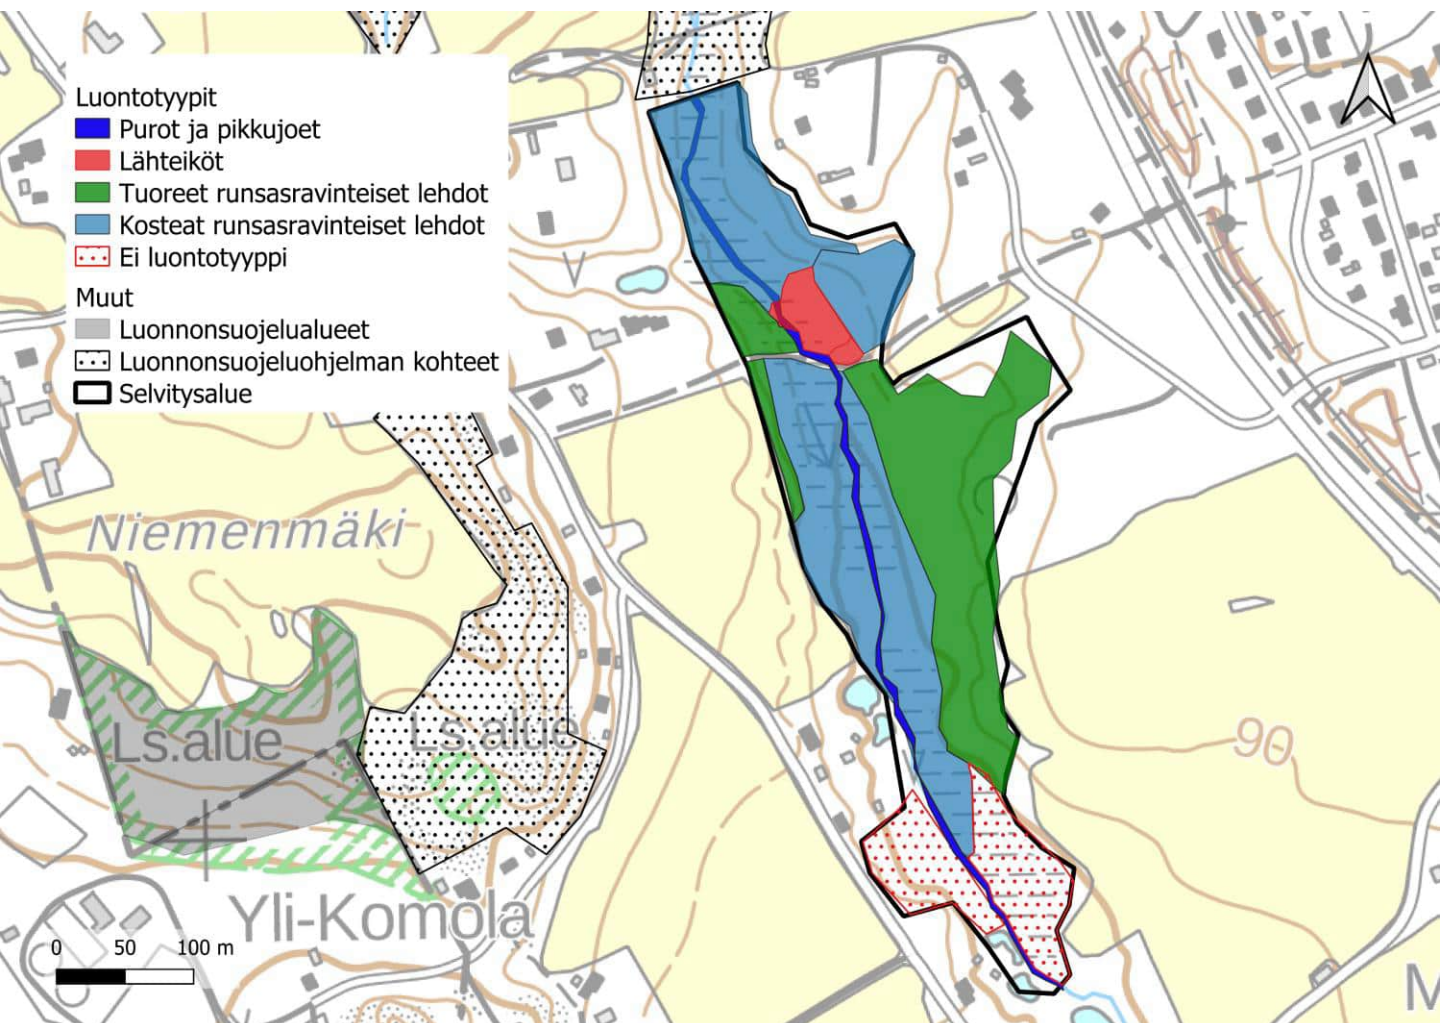 Luontotyypit
Purot ja pikkujoet
Lähteiköt
Tuoreet runsasravinteiset lehdot
Kosteat runsasravinteiset lehdot
Ei luontotyyppi
Muut
Luonnonsuojelualueet
Luonnonsuojeluohjelman kohteet
Selvitysalue
Niemenmäki
Ls.alue
Ls.alue
90
Yli-Komola
0 50 100 m
M